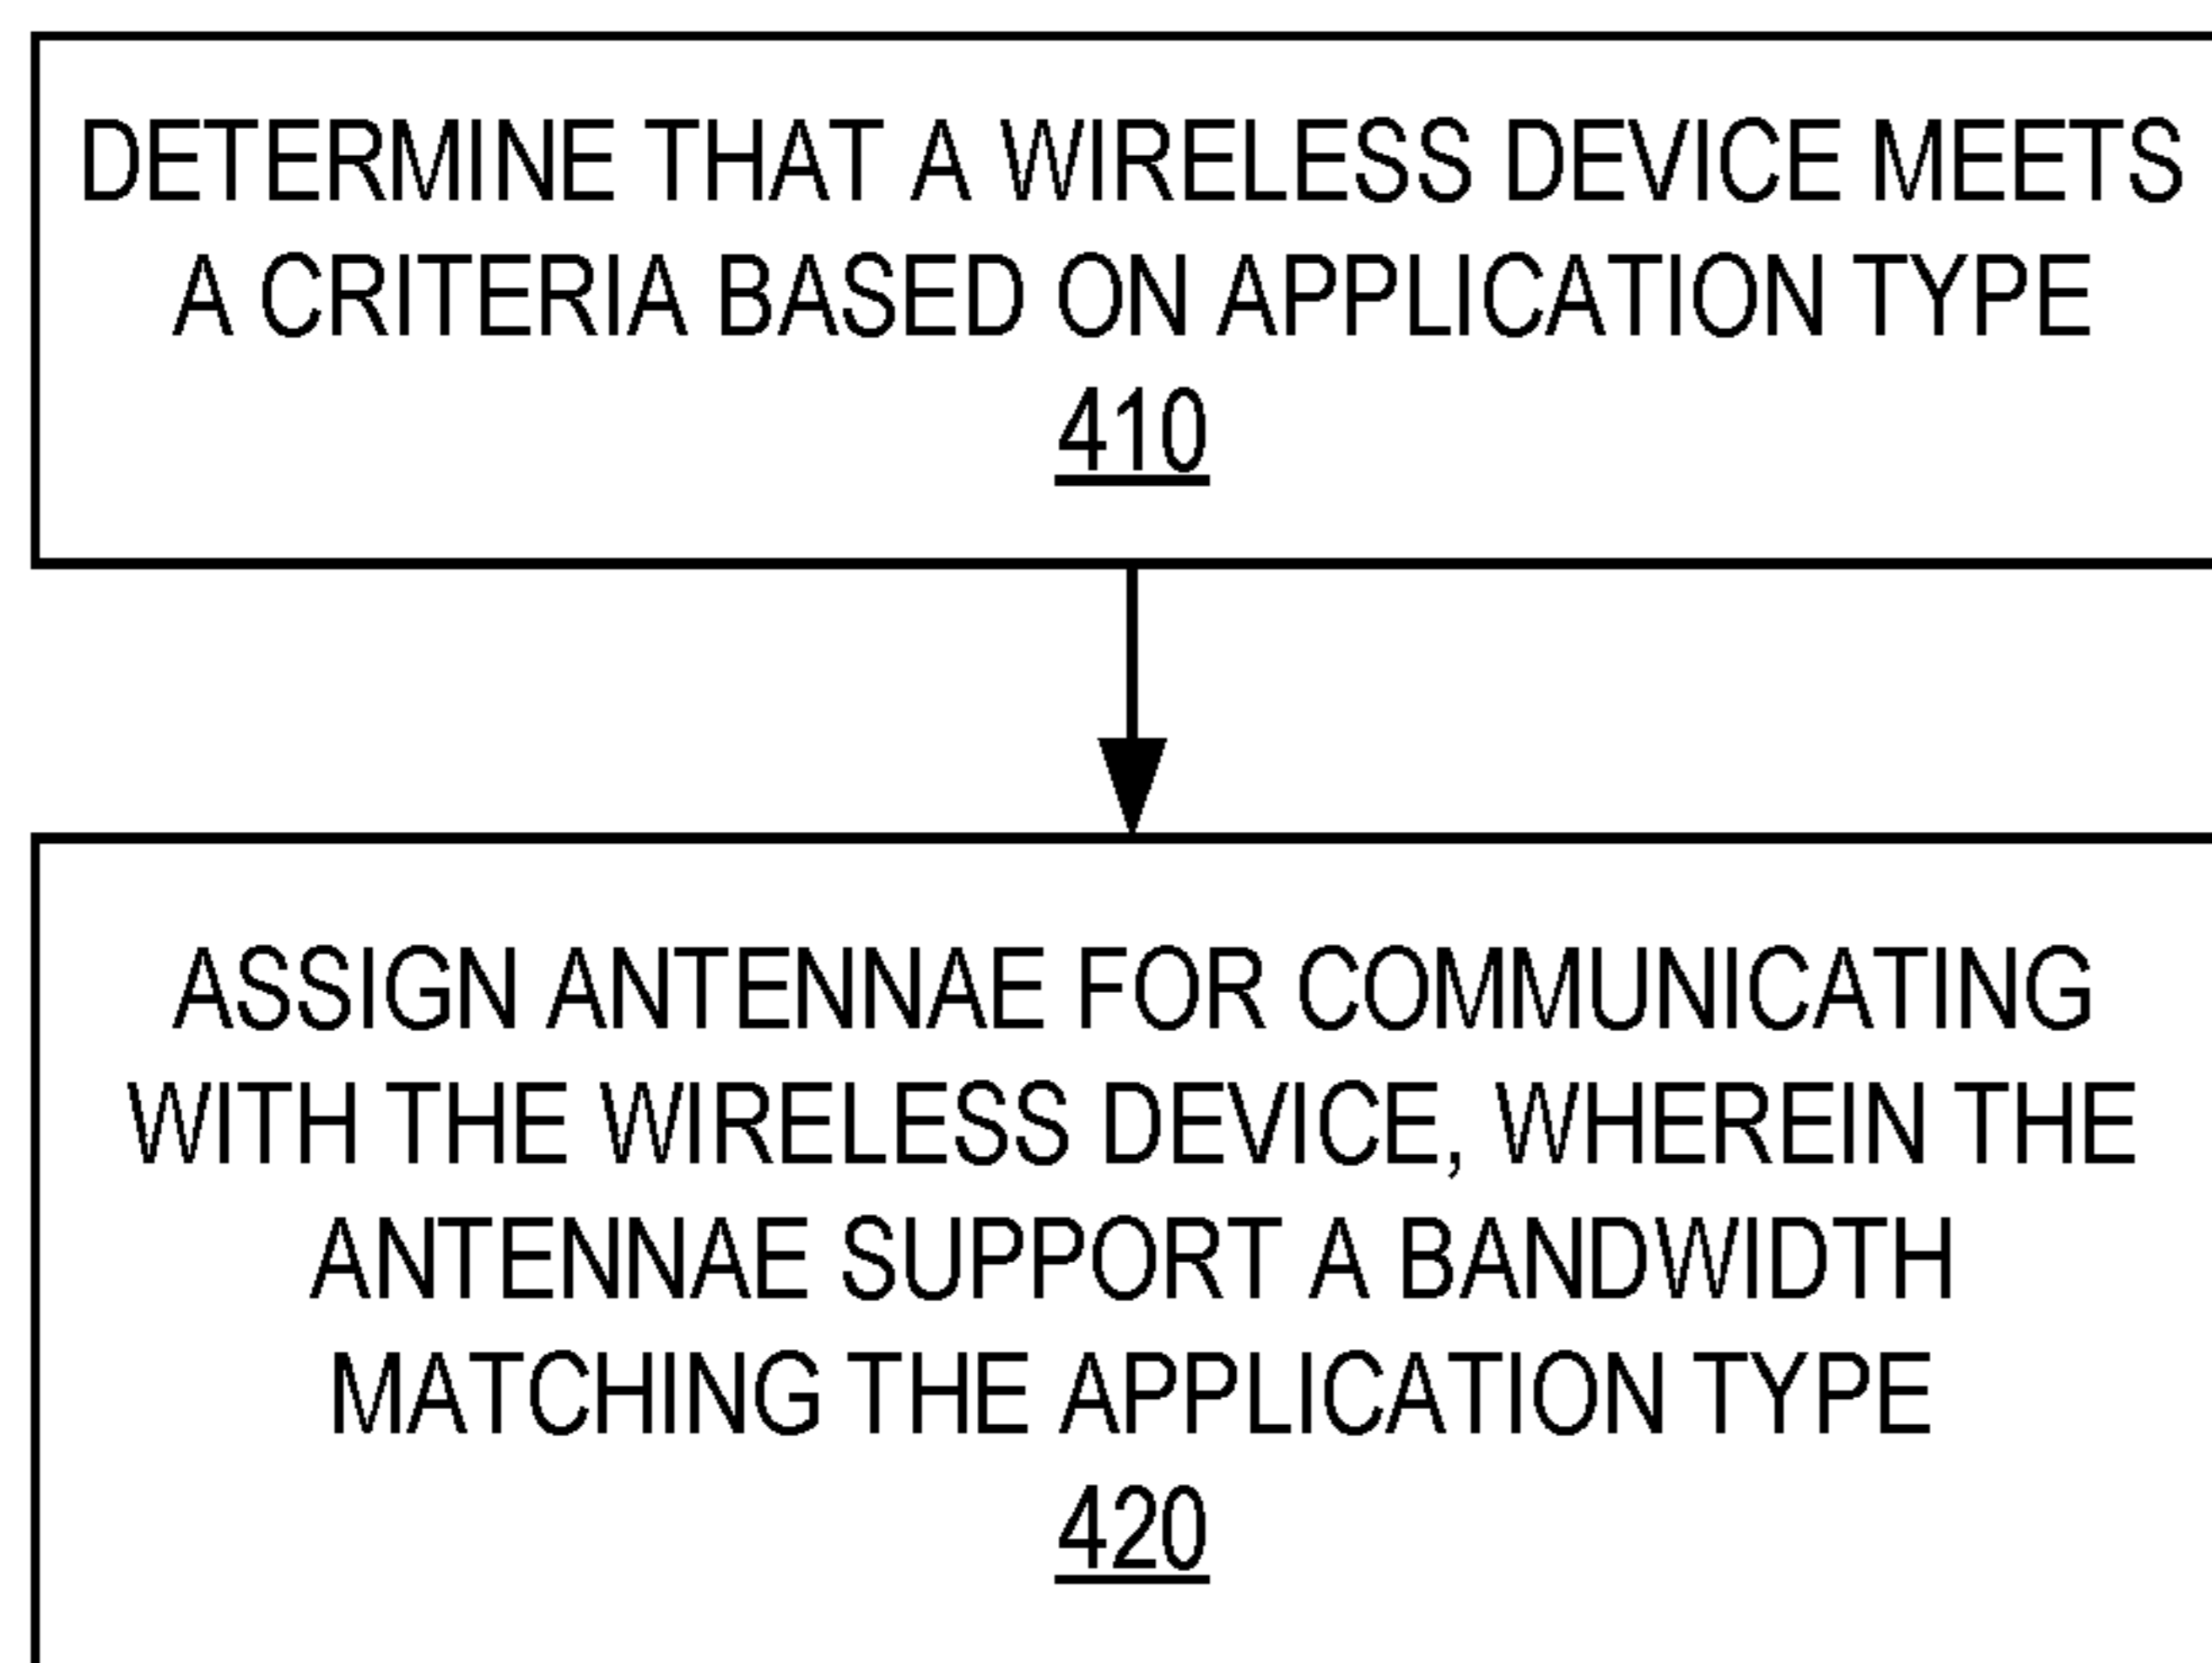 DETERMINE THAT A WIRELESS DEVICE MEETS
A CRITERIA BASED ON APPLICATION TYPE
410
ASSIGN ANTENNAE FOR COMMUNICATING
WITH THE WIRELESS DEVICE, WHEREIN THE
ANTENNAE SUPPORT A BANDWIDTH
MATCHING THE APPLICATION TYPE
420